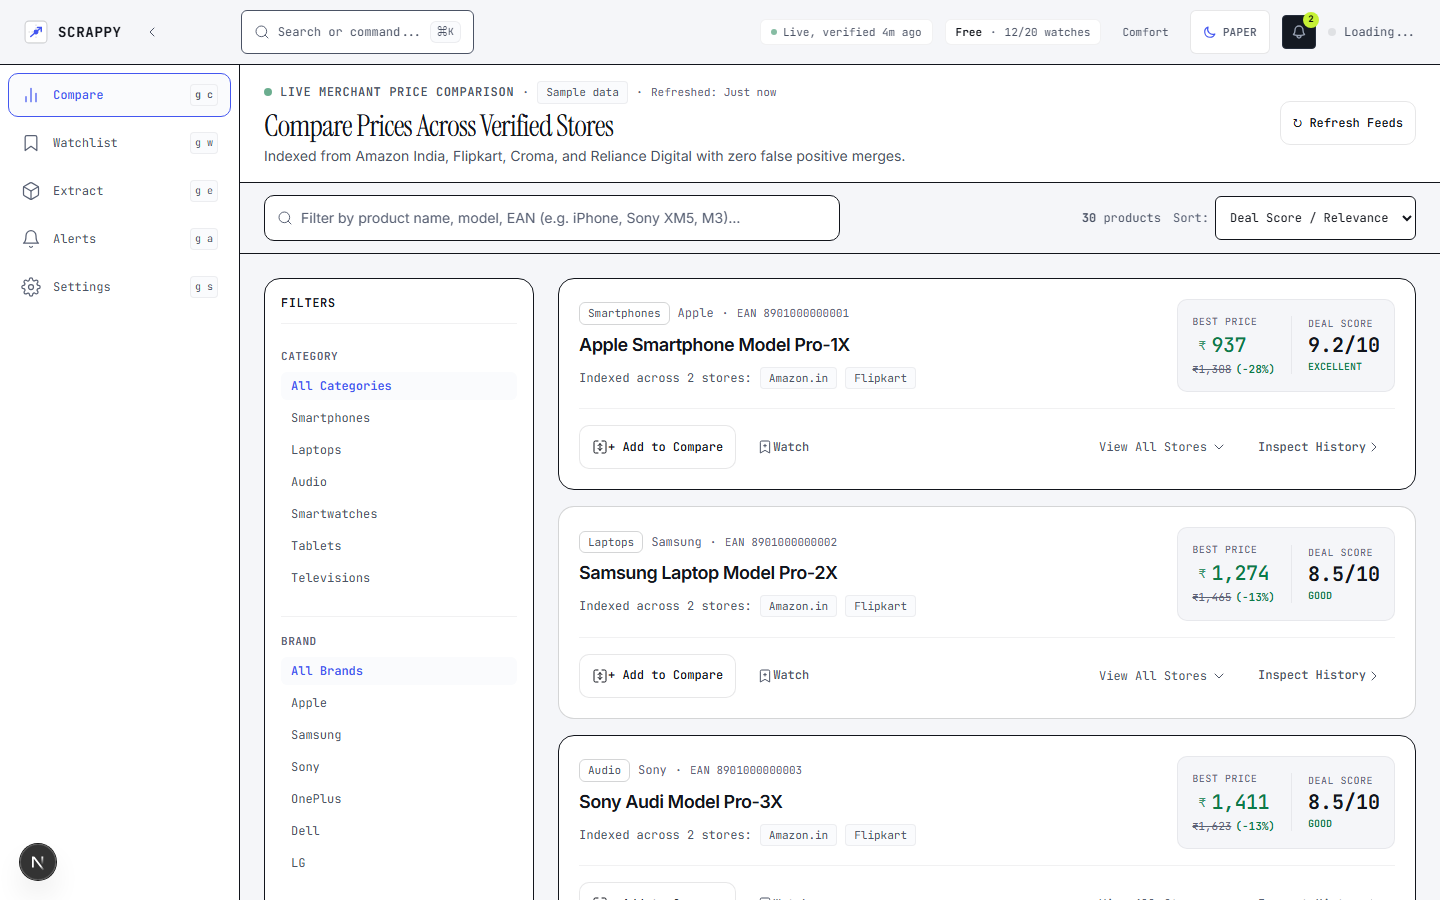 SCRAPPY
Search or command... ⌘K
Live, verified 4m ago
Free · 12/20 watches
Comfort
PAPER
2
Loading...
Compare g c
Watchlist g w
Extract g e
Alerts g a
Settings g s
N
LIVE MERCHANT PRICE COMPARISON · Sample data · Refreshed: Just now
Compare Prices Across Verified Stores
Indexed from Amazon India, Flipkart, Croma, and Reliance Digital with zero false positive merges.
↻ Refresh Feeds
Filter by product name, model, EAN (e.g. iPhone, Sony XM5, M3)...
30 products Sort: Deal Score / Relevance
FILTERS
CATEGORY
All Categories
Smartphones
Laptops
Audio
Smartwatches
Tablets
Televisions
BRAND
All Brands
Apple
Samsung
Sony
OnePlus
Dell
LG
Smartphones Apple · EAN 8901000000001
Apple Smartphone Model Pro-1X
Indexed across 2 stores: Amazon.in Flipkart
BEST PRICE
₹ 937
₹1,308 (-28%)
DEAL SCORE
9.2/10
EXCELLENT
+ Add to Compare
Watch
View All Stores
Inspect History
Laptops Samsung · EAN 8901000000002
Samsung Laptop Model Pro-2X
Indexed across 2 stores: Amazon.in Flipkart
BEST PRICE
₹ 1,274
₹1,465 (-13%)
DEAL SCORE
8.5/10
GOOD
+ Add to Compare
Watch
View All Stores
Inspect History
Audio Sony · EAN 8901000000003
Sony Audi Model Pro-3X
Indexed across 2 stores: Amazon.in Flipkart
BEST PRICE
₹ 1,411
₹1,623 (-13%)
DEAL SCORE
8.5/10
GOOD